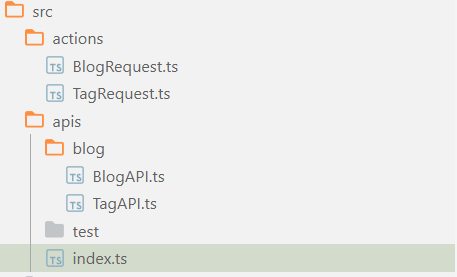 src
actions
TS BlogRequest.ts
TS TagRequest.ts
apis
blog
TS BlogAPI.ts
TS TagAPI.ts
test
TS index.ts